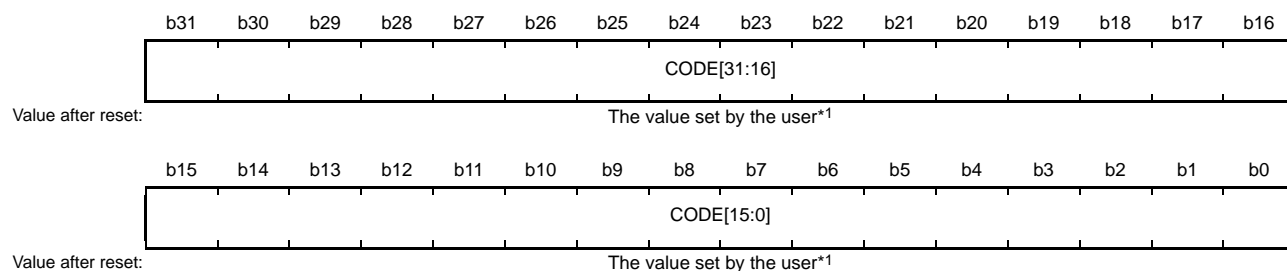 b31 b30 b29 b28 b27 b26 b25 b24 b23 b22 b21 b20 b19 b18 b17 b16
CODE[31:16]
Value after reset: The value set by the user*1
b15 b14 b13 b12 b11 b10 b9 b8 b7 b6 b5 b4 b3 b2 b1 b0
CODE[15:0]
Value after reset: The value set by the user*1